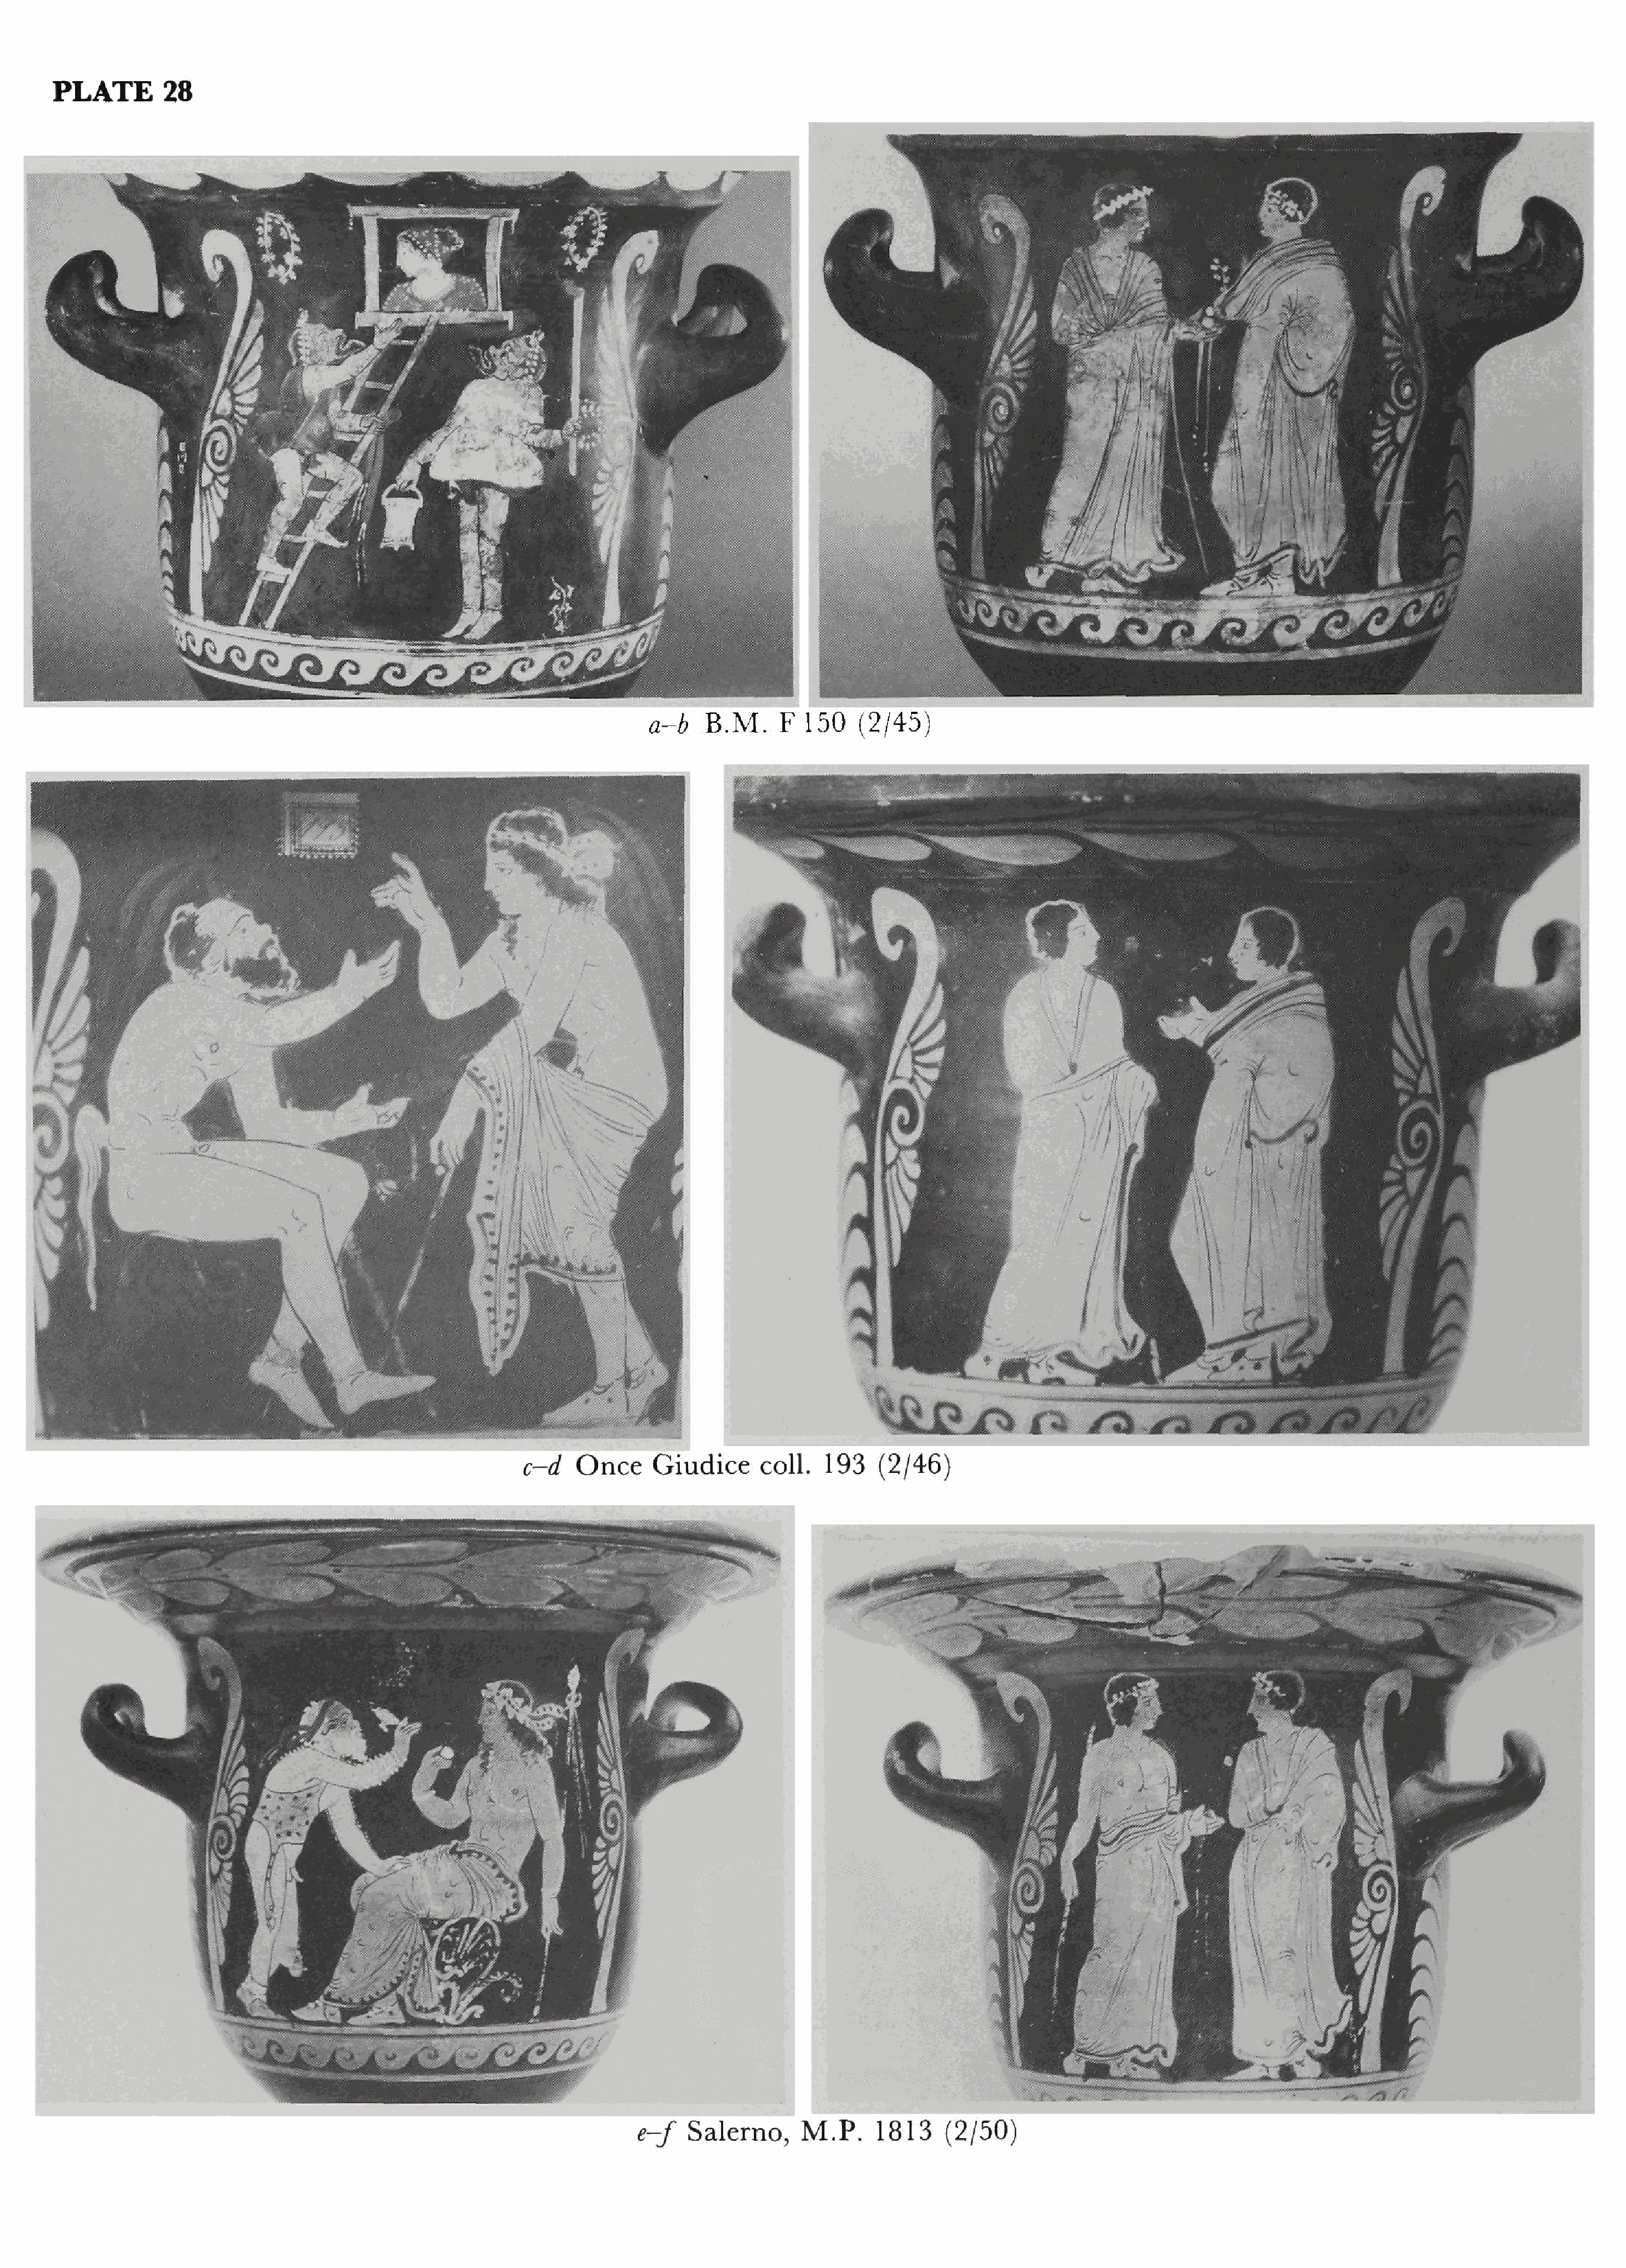 PLATE 28
a–b B.M. F 150 (2/45)
c–d Once Giudice coll. 193 (2/46)
e–f Salerno, M.P. 1813 (2/50)